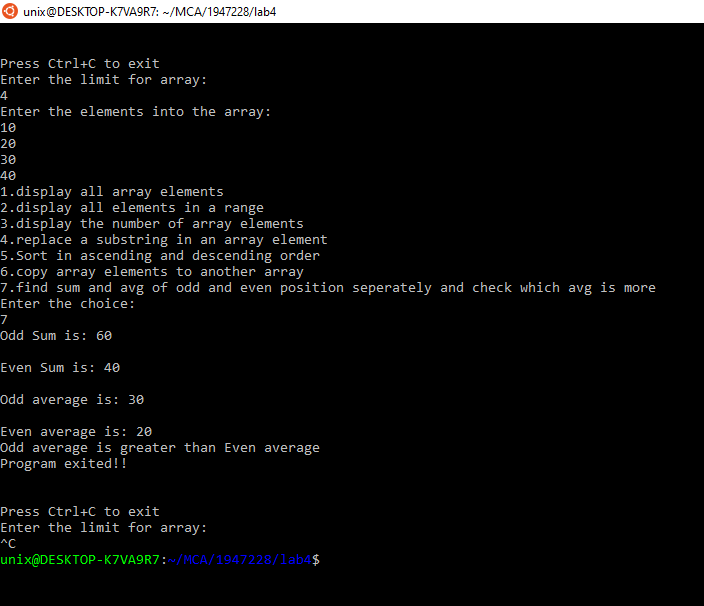 unix@DESKTOP-K7VA9R7: ~/MCA/1947228/lab4
Press Ctrl+C to exit
Enter the limit for array:
4
Enter the elements into the array:
10
20
30
40
1.display all array elements
2.display all elements in a range
3.display the number of array elements
4.replace a substring in an array element
5.Sort in ascending and descending order
6.copy array elements to another array
7.find sum and avg of odd and even position seperately and check which avg is more
Enter the choice:
7
Odd Sum is: 60
Even Sum is: 40
Odd average is: 30
Even average is: 20
Odd average is greater than Even average
Program exited!!
Press Ctrl+C to exit
Enter the limit for array:
^C
unix@DESKTOP-K7VA9R7:~/MCA/1947228/lab4$